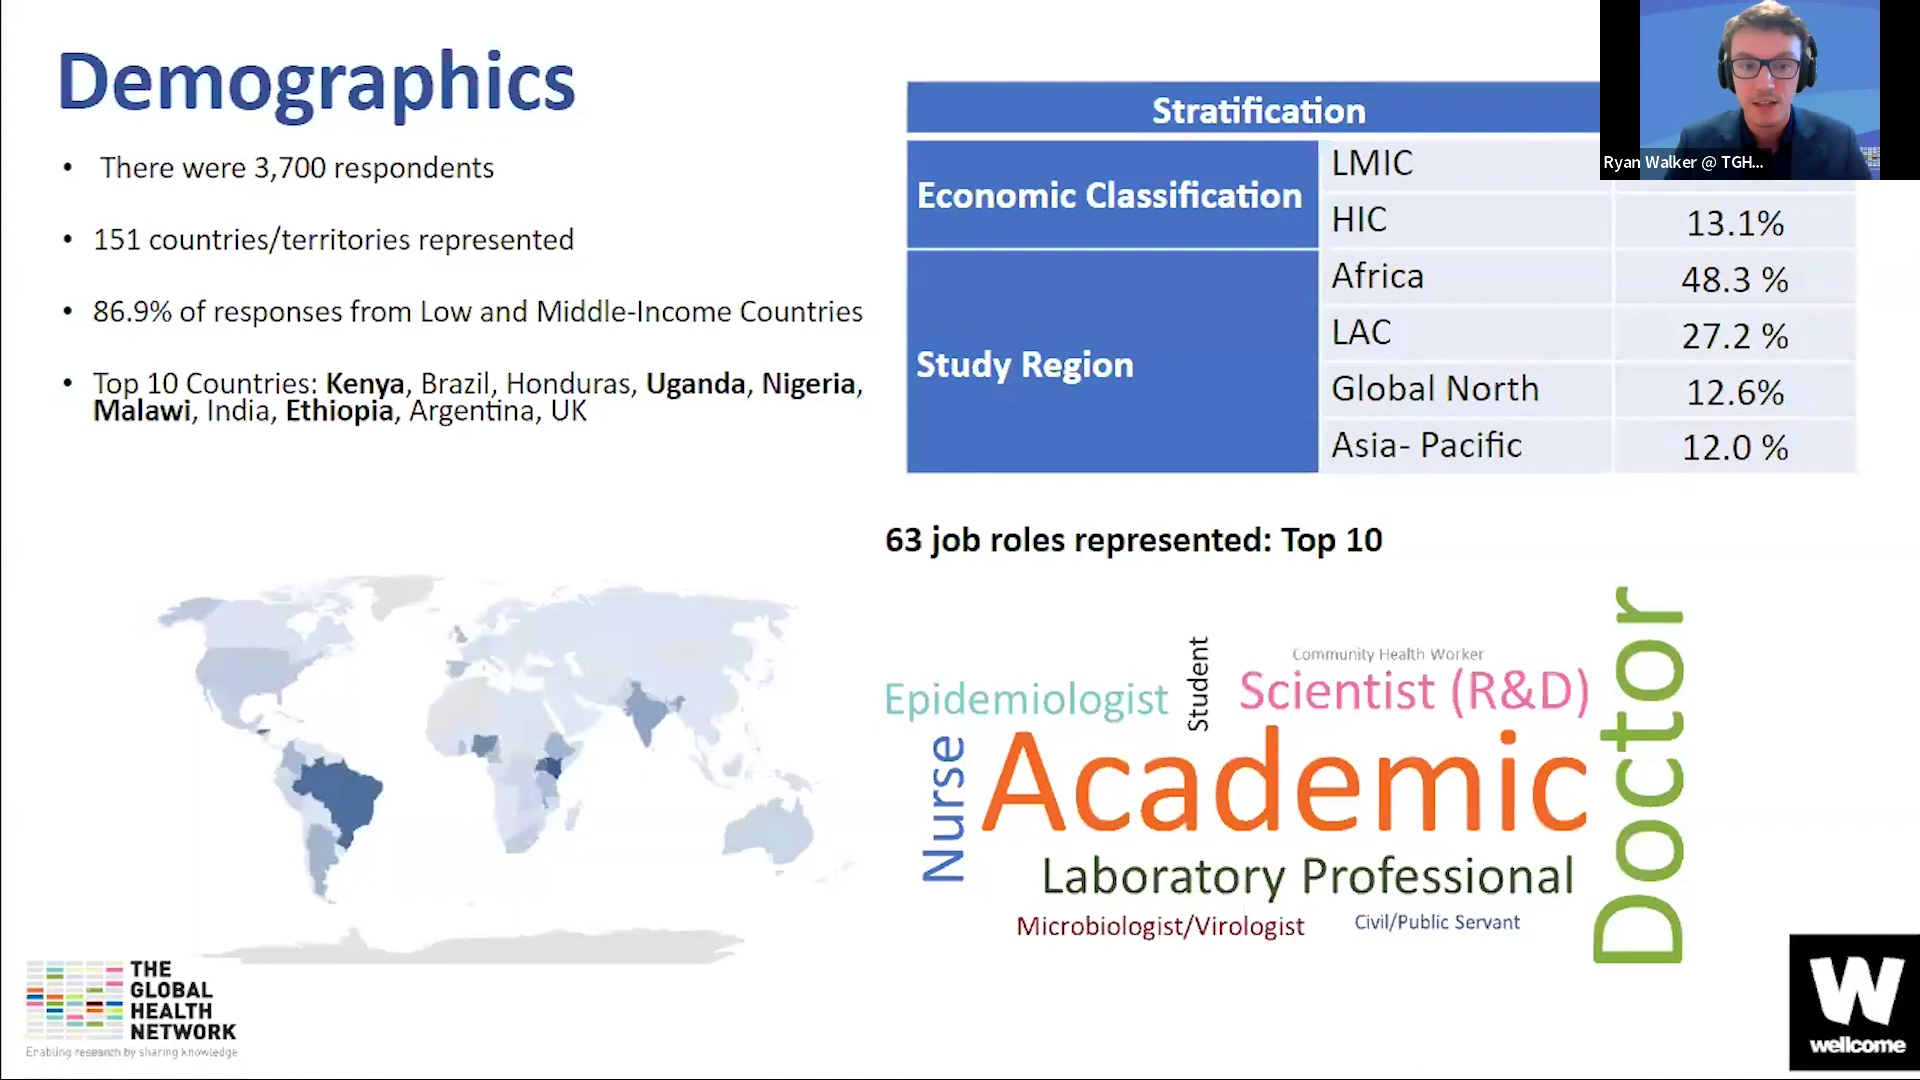 Demographics
• There were 3,700 respondents
• 151 countries/territories represented
• 86.9% of responses from Low and Middle-Income Countries
• Top 10 Countries: Kenya, Brazil, Honduras, Uganda, Nigeria,
Malawi, India, Ethiopia, Argentina, UK
Stratification
Economic Classification
LMIC
HIC 13.1%
Study Region
Africa 48.3 %
LAC 27.2 %
Global North 12.6%
Asia- Pacific 12.0 %
Ryan Walker @ TGH...
63 job roles represented: Top 10
Community Health Worker
Student
Epidemiologist
Scientist (R&D)
Doctor
Nurse
Academic
Laboratory Professional
Microbiologist/Virologist
Civil/Public Servant
THE
GLOBAL
HEALTH
NETWORK
Enabling research by sharing knowledge
W
wellcome